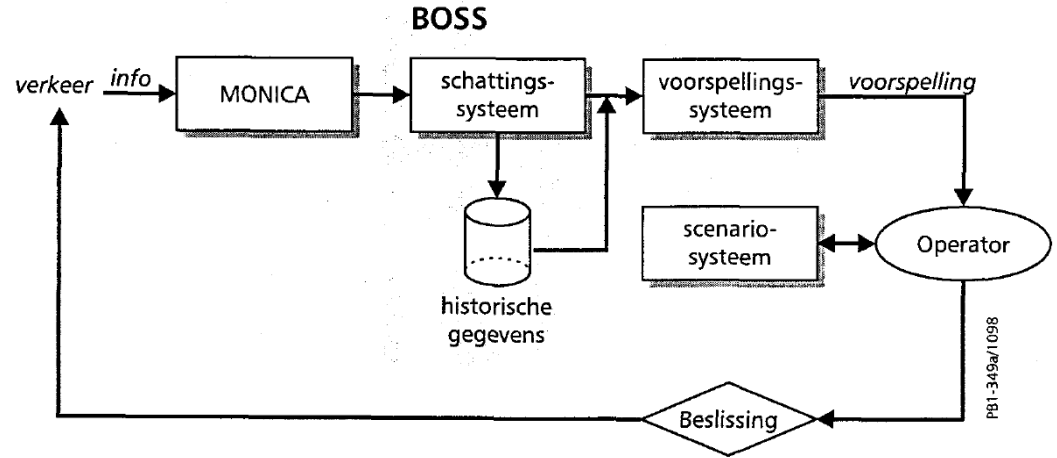 BOSS
verkeer
info
MONICA
schattings-
systeem
voorspellings-
systeem
voorspelling
historische
gegevens
scenario-
systeem
Operator
Beslissing
PB1-349a/1098